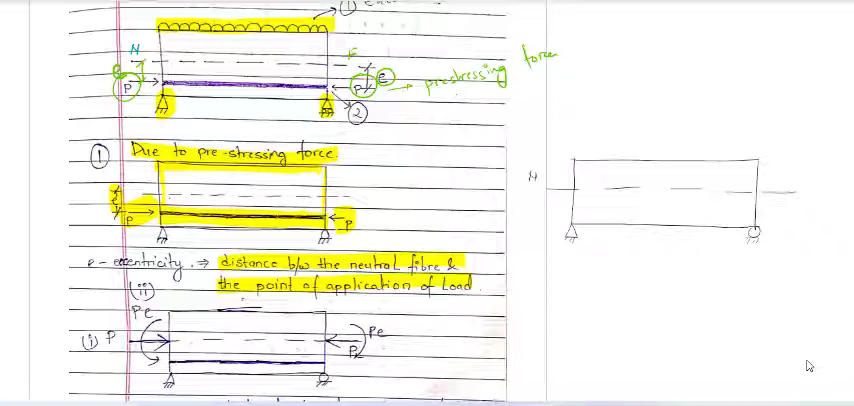 ①
N F
e
P P e → prestressing force
②
① Due to pre-stressing force.
e
P P
N
e - eccentricity. ⇒ distance b/w the neutral fibre &
the point of application of Load.
(ii)
Pe Pe
(i) P P